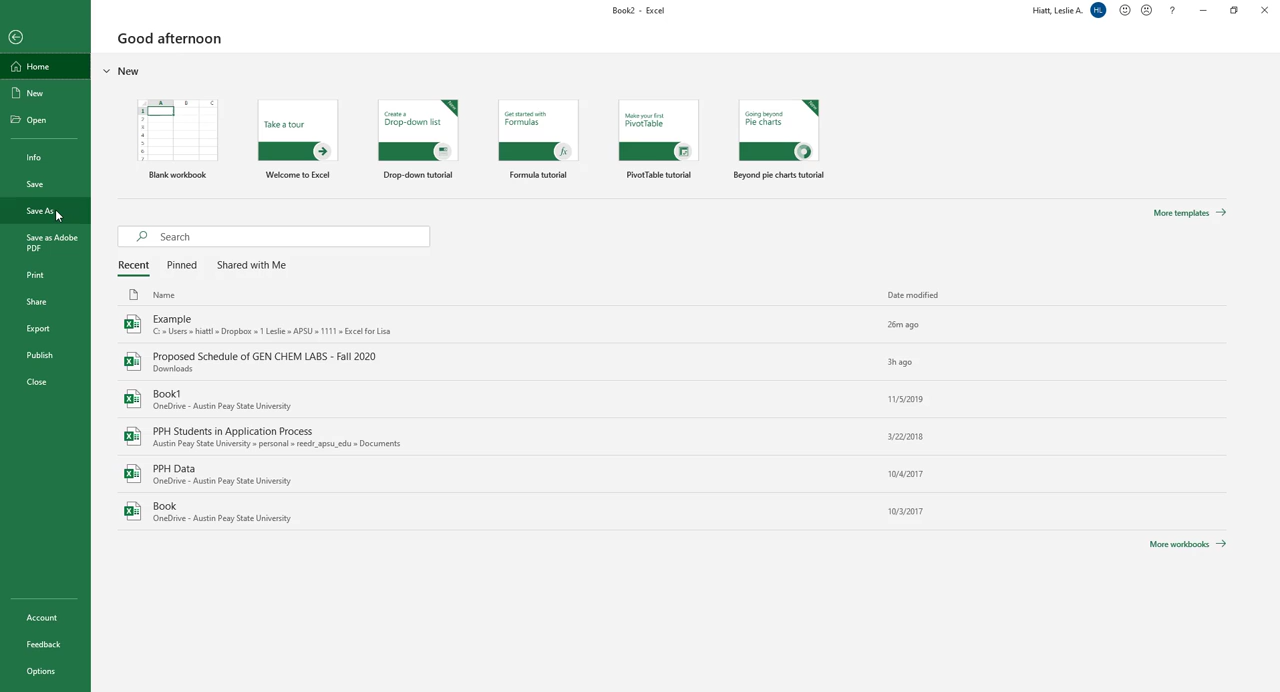 Book2 - Excel
Hiatt, Leslie A.
HL
?
Good afternoon
Home
New
Open
Info
Save
Save As
Save as Adobe
PDF
Print
Share
Export
Publish
Close
Account
Feedback
Options
New
Blank workbook
Take a tour
Welcome to Excel
Create a
Drop-down list
New
Drop-down tutorial
Get started with
Formulas
fx
Formula tutorial
Make your first
PivotTable
PivotTable tutorial
Going beyond
Pie charts
New
Beyond pie charts tutorial
More templates
Search
Recent Pinned Shared with Me
Name Date modified
Example
C: » Users » hiattl » Dropbox » 1 Leslie » APSU » 1111 » Excel for Lisa
26m ago
Proposed Schedule of GEN CHEM LABS - Fall 2020
Downloads
3h ago
Book1
OneDrive - Austin Peay State University
11/5/2019
PPH Students in Application Process
Austin Peay State University » personal » reedr_apsu_edu » Documents
3/22/2018
PPH Data
OneDrive - Austin Peay State University
10/4/2017
Book
OneDrive - Austin Peay State University
10/3/2017
More workbooks